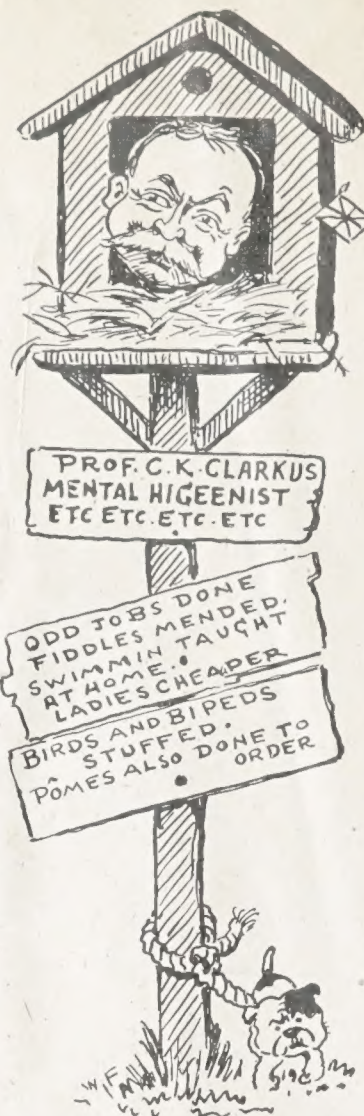 PROF. C. K. CLARKUS
MENTAL HIGEENIST
ETC ETC. ETC. ETC
ODD JOBS DONE
FIDDLES MENDED.
SWIMMIN TAUGHT
AT HOME.
LADIES CHEAPER
BIRDS AND BIPEDS
STUFFED.
PÔMES ALSO DONE TO
ORDER